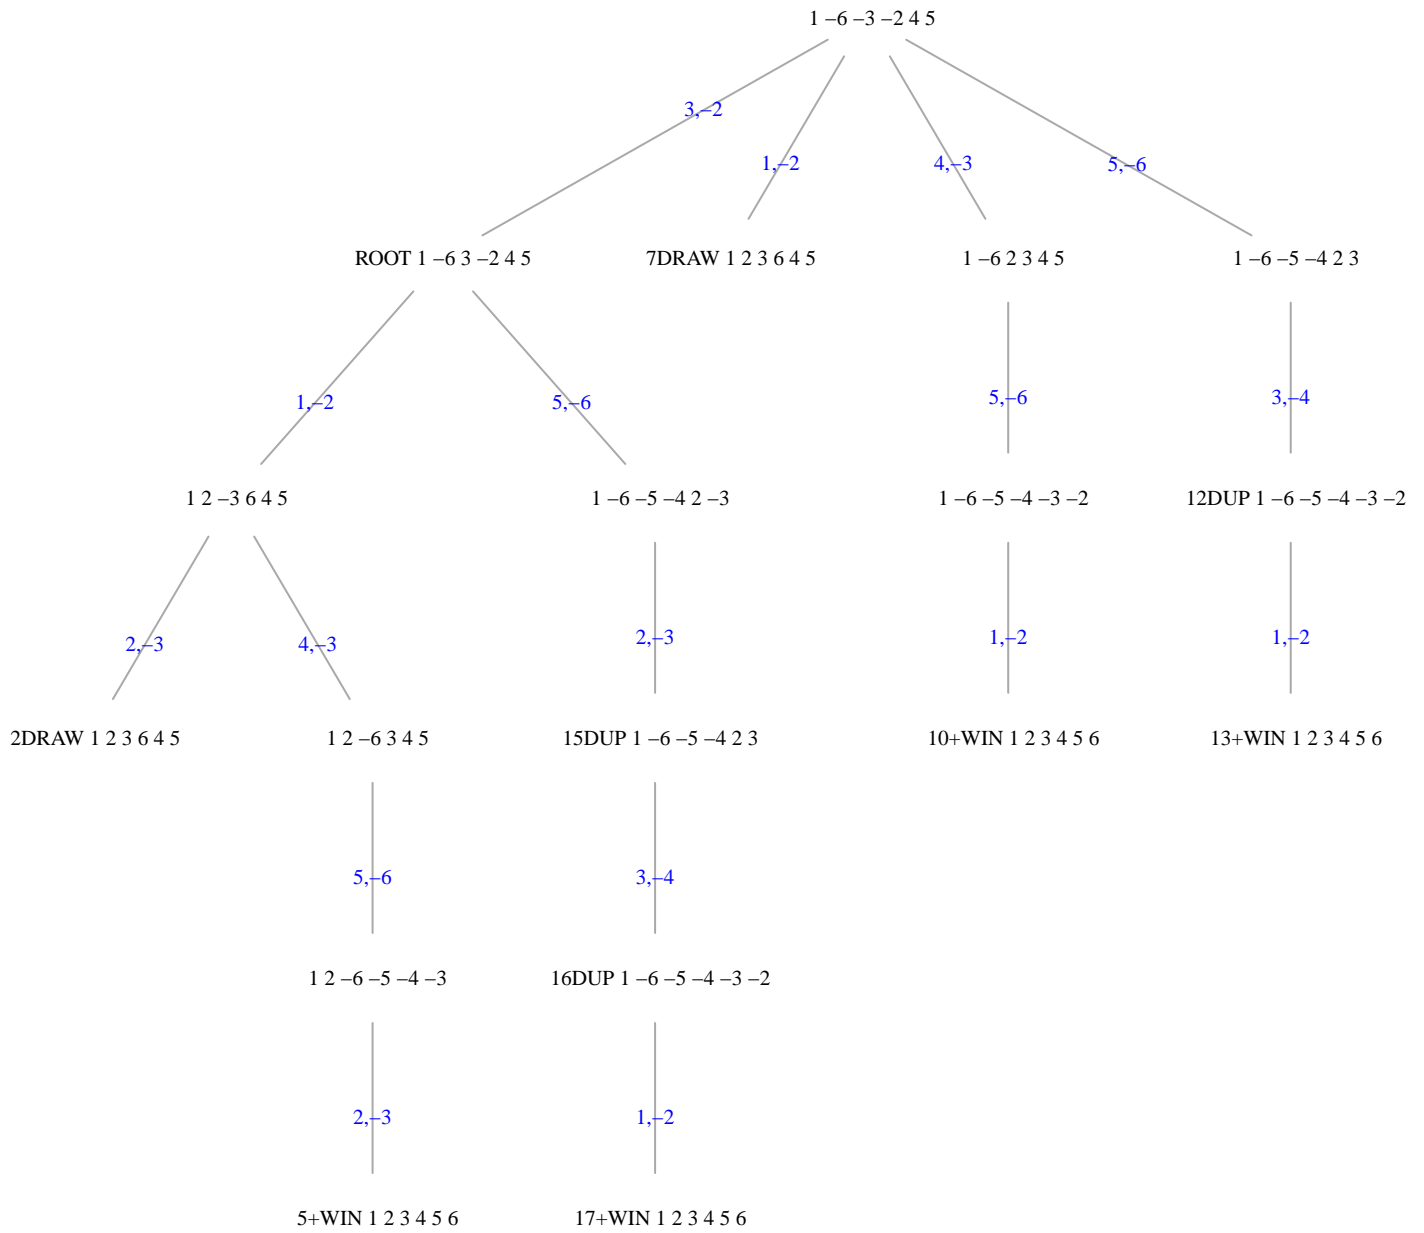 1 –6 –3 –2 4 5
3,–2
1,–2
4,–3
5,–6
ROOT 1 –6 3 –2 4 5
7DRAW 1 2 3 6 4 5
1 –6 2 3 4 5
1 –6 –5 –4 2 3
1,–2
5,–6
5,–6
3,–4
1 2 –3 6 4 5
1 –6 –5 –4 2 –3
1 –6 –5 –4 –3 –2
12DUP 1 –6 –5 –4 –3 –2
2,–3
4,–3
2,–3
1,–2
1,–2
2DRAW 1 2 3 6 4 5
1 2 –6 3 4 5
15DUP 1 –6 –5 –4 2 3
10+WIN 1 2 3 4 5 6
13+WIN 1 2 3 4 5 6
5,–6
3,–4
1 2 –6 –5 –4 –3
16DUP 1 –6 –5 –4 –3 –2
2,–3
1,–2
5+WIN 1 2 3 4 5 6
17+WIN 1 2 3 4 5 6